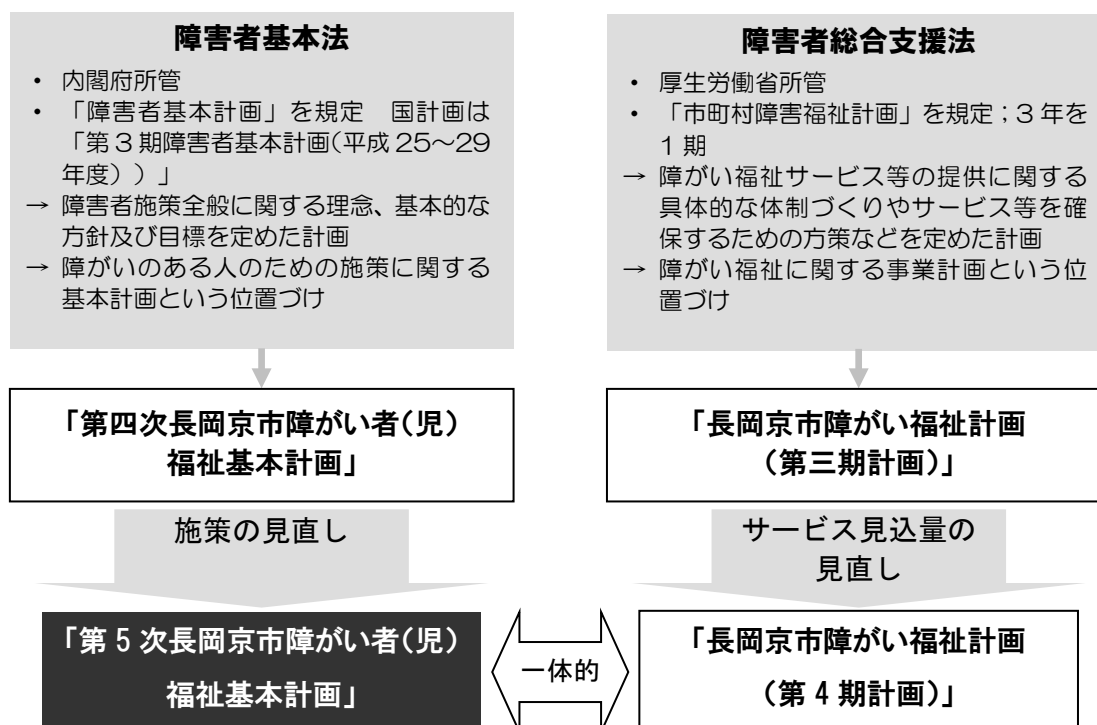 障害者基本法
・ 内閣府所管
・ 「障害者基本計画」を規定　国計画は
「第３期障害者基本計画（平成 25～29
年度））」
→ 障害者施策全般に関する理念、基本的な
方針及び目標を定めた計画
→ 障がいのある人のための施策に関する
基本計画という位置づけ
障害者総合支援法
・ 厚生労働省所管
・ 「市町村障害福祉計画」を規定；3 年を
1 期
→ 障がい福祉サービス等の提供に関する
具体的な体制づくりやサービス等を確
保するための方策などを定めた計画
→ 障がい福祉に関する事業計画という位
置づけ
「第四次長岡京市障がい者（児）
福祉基本計画」
「長岡京市障がい福祉計画
（第三期計画）」
施策の見直し
サービス見込量の
見直し
「第 5 次長岡京市障がい者（児）
福祉基本計画」
一体的
「長岡京市障がい福祉計画
（第 4 期計画）」